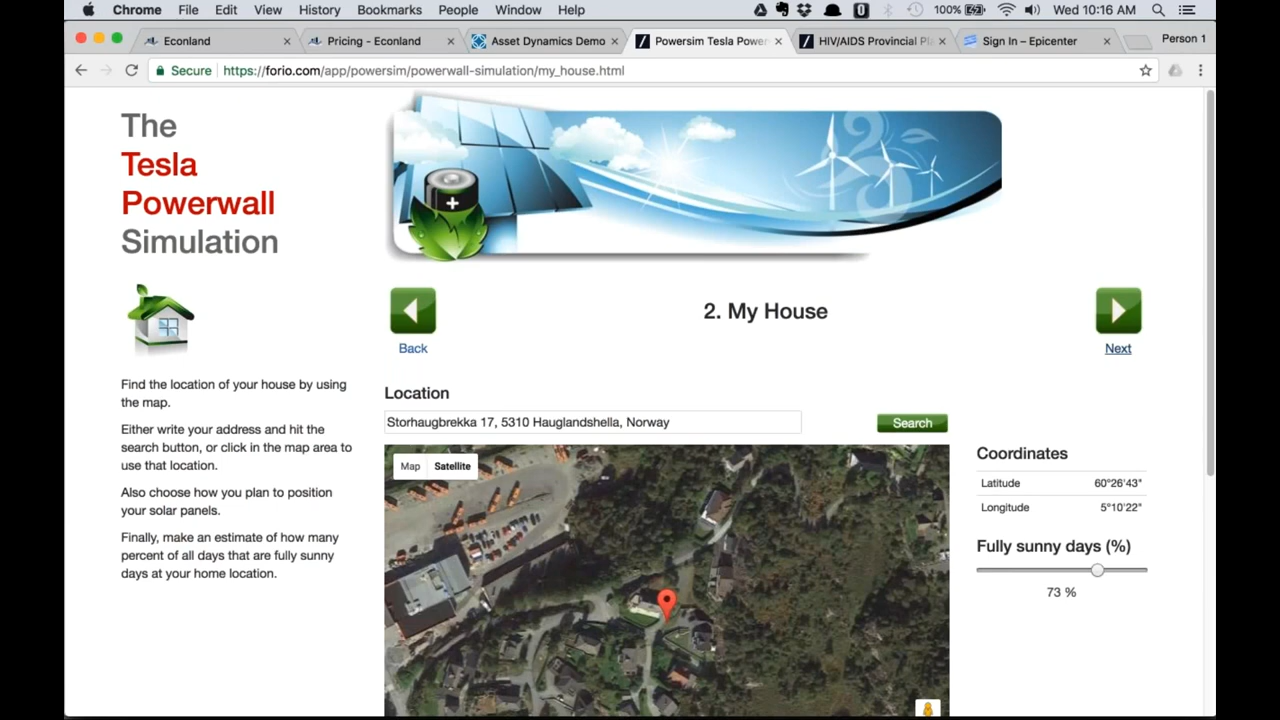 Chrome File Edit View History Bookmarks People Window Help 100% Wed 10:16 AM
Econland Pricing - Econland Asset Dynamics Demo Powersim Tesla Power HIV/AIDS Provincial Pl Sign In – Epicenter Person 1
Secure https://forio.com/app/powersim/powerwall-simulation/my_house.html
The
Tesla
Powerwall
Simulation
Back
2. My House
Next
Find the location of your house by using
the map.
Either write your address and hit the
search button, or click in the map area to
use that location.
Also choose how you plan to position
your solar panels.
Finally, make an estimate of how many
percent of all days that are fully sunny
days at your home location.
Location
Storhaugbrekka 17, 5310 Hauglandshella, Norway
Search
Map Satellite
Coordinates
Latitude 60°26'43"
Longitude 5°10'22"
Fully sunny days (%)
73 %